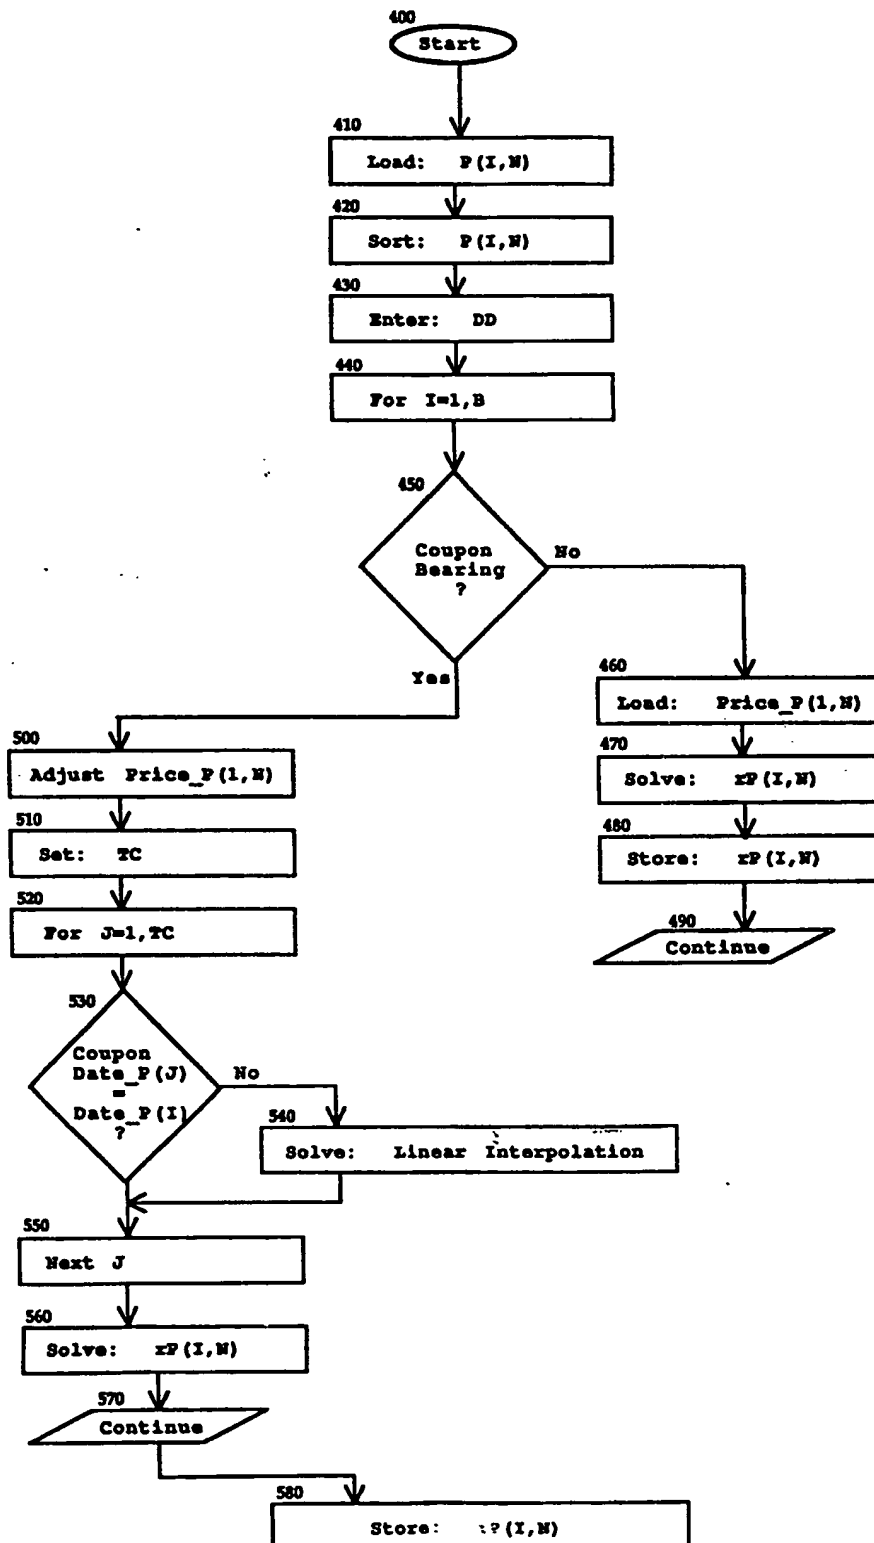 400
Start
410
Load: P(I,N)
420
Sort: P(I,N)
430
Enter: DD
440
For I=1,B
450
Coupon
Bearing
?
No
Yes
460
Load: Price_P(1,N)
470
Solve: rP(I,N)
480
Store: rP(I,N)
490
Continue
500
Adjust Price_P(1,N)
510
Set: TC
520
For J=1,TC
530
Coupon
Date_P(J)
=
Date_P(I)
?
No
540
Solve: Linear Interpolation
550
Next J
560
Solve: rP(I,N)
570
Continue
580
Store: